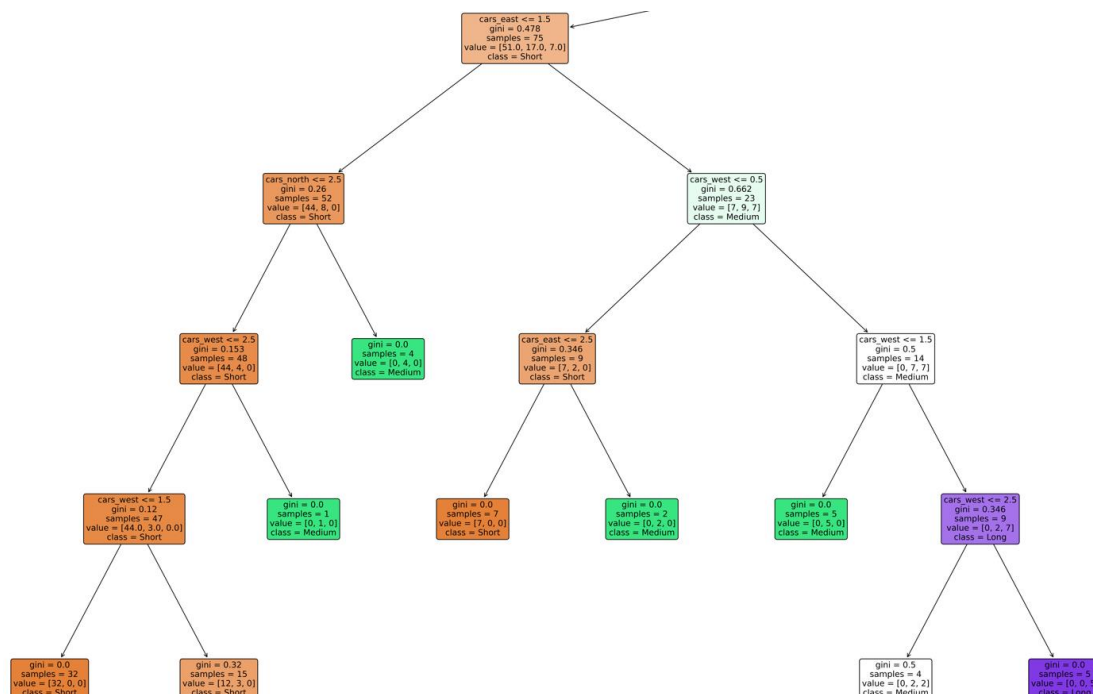 cars_east <= 1.5
gini = 0.478
samples = 75
value = [51.0, 17.0, 7.0]
class = Short
cars_north <= 2.5
gini = 0.26
samples = 52
value = [44, 8, 0]
class = Short
cars_west <= 0.5
gini = 0.662
samples = 23
value = [7, 9, 7]
class = Medium
cars_west <= 2.5
gini = 0.153
samples = 48
value = [44, 4, 0]
class = Short
gini = 0.0
samples = 4
value = [0, 4, 0]
class = Medium
cars_east <= 2.5
gini = 0.346
samples = 9
value = [7, 2, 0]
class = Short
cars_west <= 1.5
gini = 0.5
samples = 14
value = [0, 7, 7]
class = Medium
cars_west <= 1.5
gini = 0.12
samples = 47
value = [44.0, 3.0, 0.0]
class = Short
gini = 0.0
samples = 1
value = [0, 1, 0]
class = Medium
gini = 0.0
samples = 7
value = [7, 0, 0]
class = Short
gini = 0.0
samples = 2
value = [0, 2, 0]
class = Medium
gini = 0.0
samples = 5
value = [0, 5, 0]
class = Medium
cars_west <= 2.5
gini = 0.346
samples = 9
value = [0, 2, 7]
class = Long
gini = 0.0
samples = 32
value = [32, 0, 0]
class = Short
gini = 0.32
samples = 15
value = [12, 3, 0]
class = Short
gini = 0.5
samples = 4
value = [0, 2, 2]
class = Medium
gini = 0.0
samples = 5
value = [0, 0, 5]
class = Long